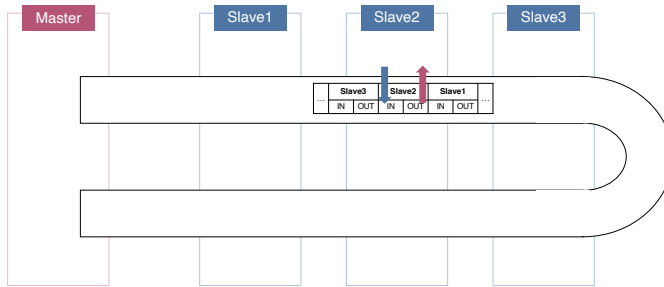 Master Slave1 Slave2 Slave3
... Slave3 Slave2 Slave1 ...
IN OUT IN OUT IN OUT